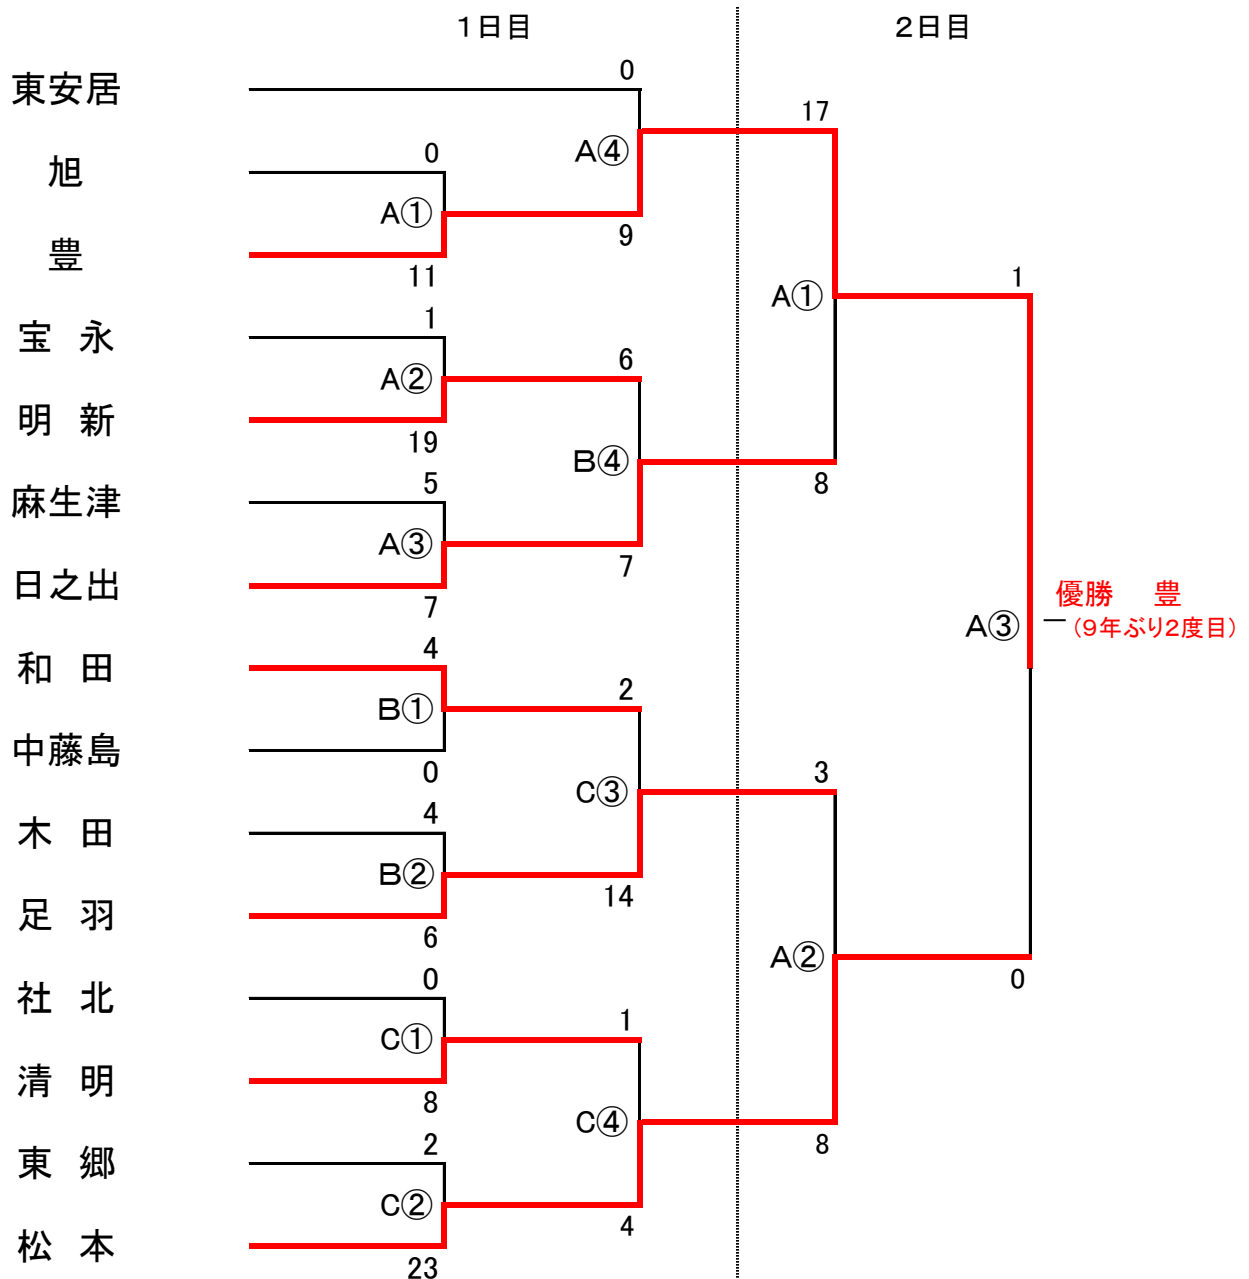 1日目
2日目
東安居
0
17
A④
旭
0
A①
豊
11
9
A①
1
宝 永
1
A②
6
明 新
19
B④
8
麻生津
5
A③
7
日之出
7
優勝 豊
A③
(9年ぶり2度目)
和 田
4
B①
2
中藤島
0
C③
3
木 田
4
B②
14
足 羽
6
A②
0
社 北
0
C①
1
清 明
8
C④
8
東 郷
2
C②
4
松 本
23